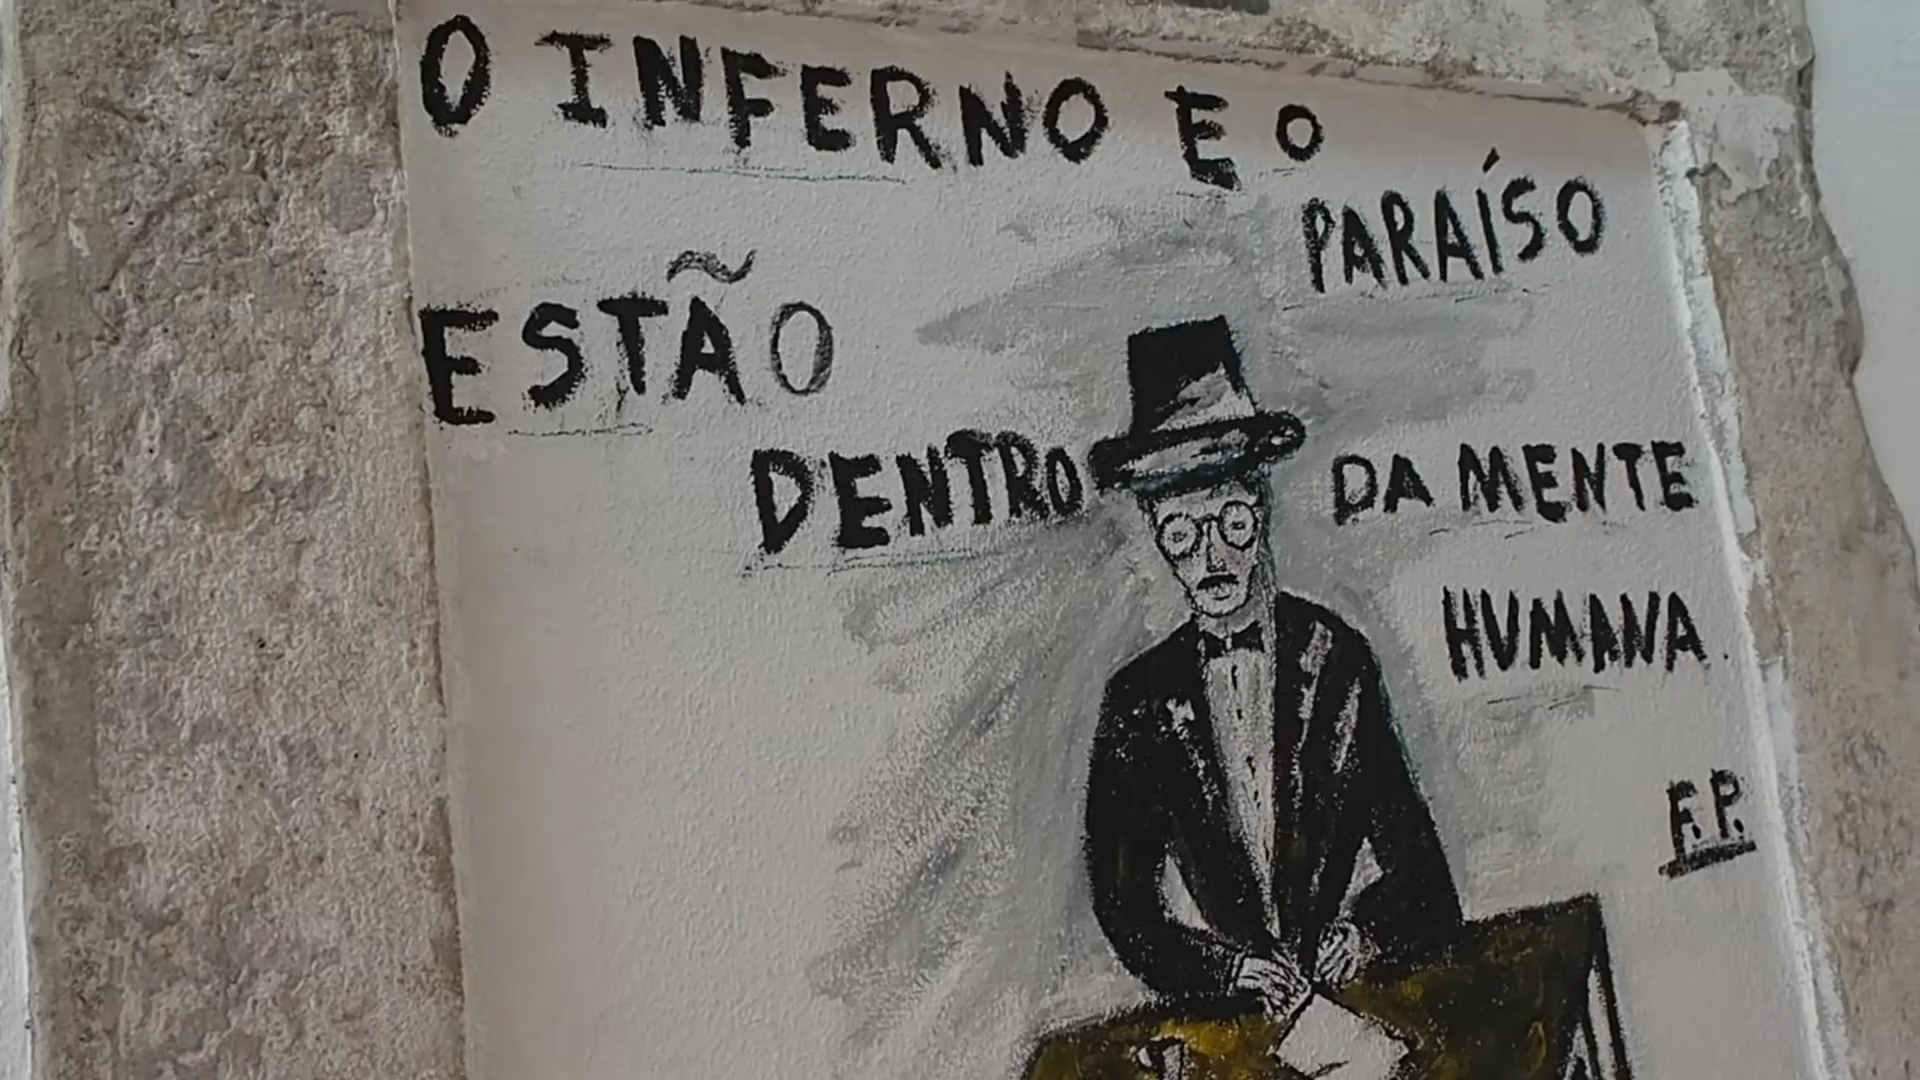 O INFERNO E O
PARAÍSO
ESTÃO
DENTRO DA MENTE
HUMANA.
F.P.